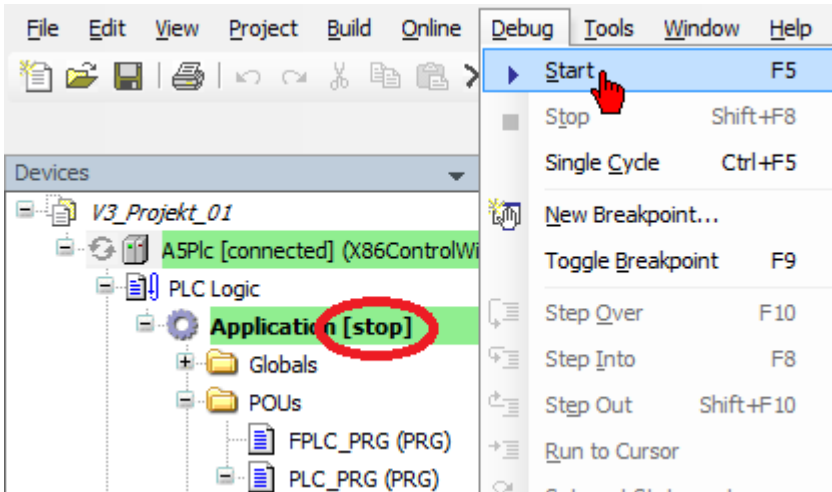 File Edit View Project Build Online Debug Tools Window Help
Start F5
Stop Shift+F8
Single Cycle Ctrl+F5
New Breakpoint...
Toggle Breakpoint F9
Step Over F10
Step Into F8
Step Out Shift+F10
Run to Cursor
Devices
V3_Projekt_01
A5Plc [connected] (X86ControlWi
PLC Logic
Application [stop]
Globals
POUs
FPLC_PRG (PRG)
PLC_PRG (PRG)